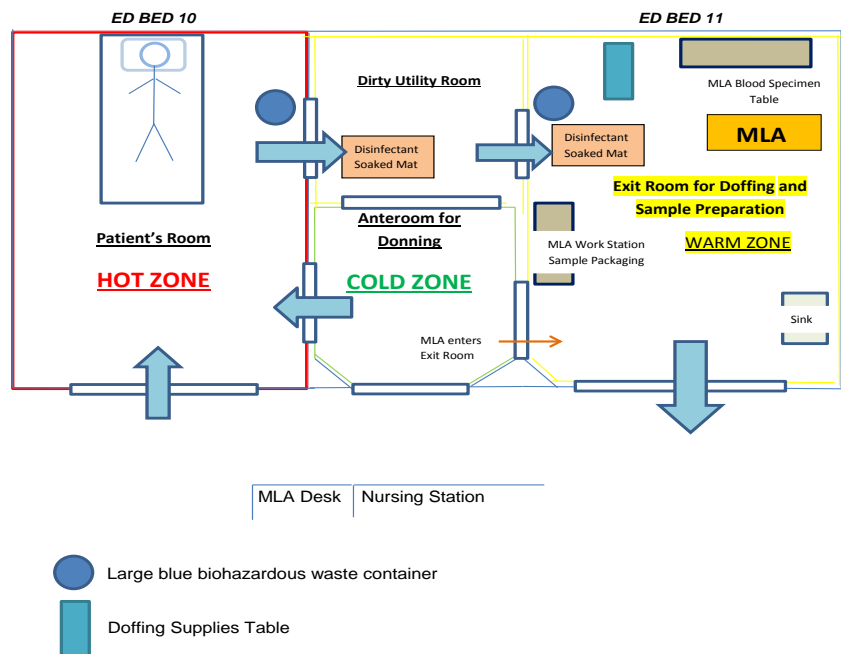 ED BED 10
ED BED 11
Dirty Utility Room
MLA Blood Specimen
Table
MLA
Disinfectant
Soaked Mat
Disinfectant
Soaked Mat
Exit Room for Doffing and
Sample Preparation
WARM ZONE
Patient's Room
HOT ZONE
Anteroom for
Donning
COLD ZONE
MLA Work Station
Sample Packaging
Sink
MLA enters
Exit Room
MLA Desk
Nursing Station
Large blue biohazardous waste container
Doffing Supplies Table